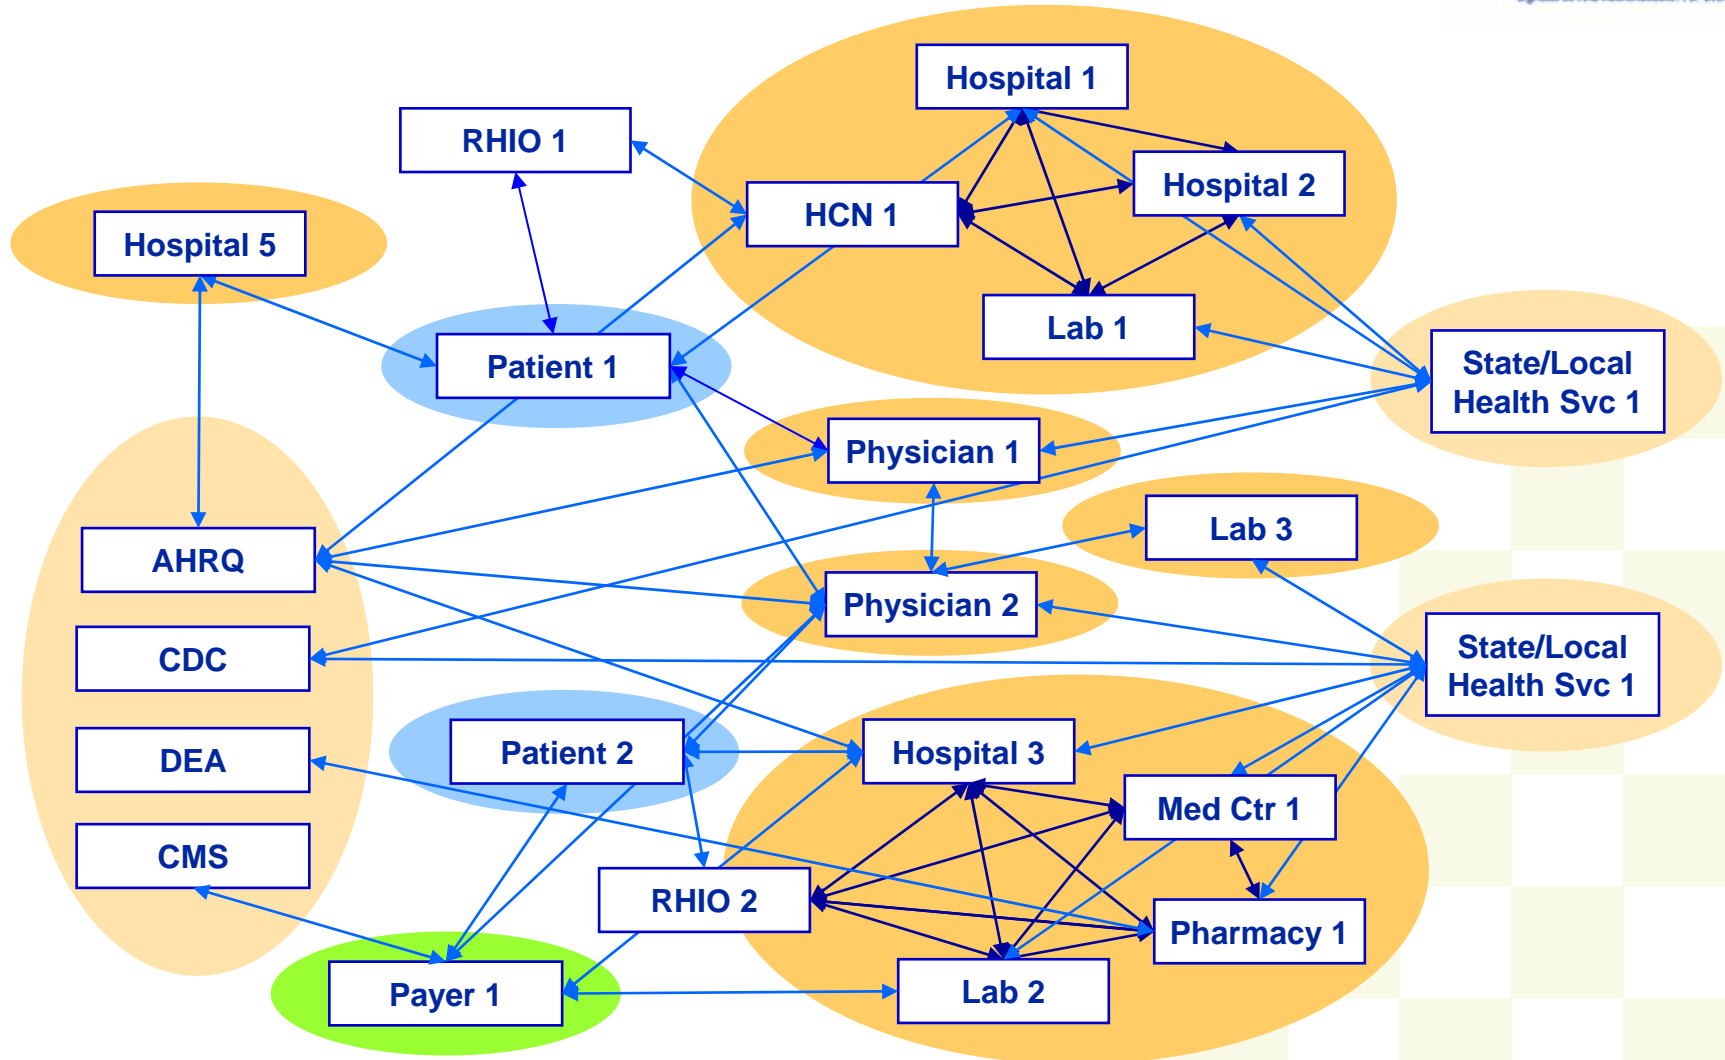 Hospital 1
RHIO 1
Hospital 2
HCN 1
Hospital 5
Lab 1
Patient 1
State/Local
Health Svc 1
Physician 1
Lab 3
AHRQ
Physician 2
CDC
State/Local
Health Svc 1
Patient 2
Hospital 3
DEA
Med Ctr 1
CMS
RHIO 2
Pharmacy 1
Payer 1
Lab 2